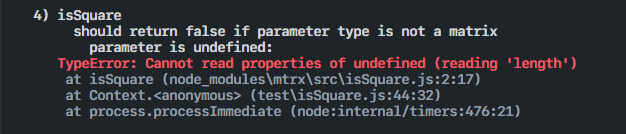 4) isSquare
should return false if parameter type is not a matrix
parameter is undefined:
TypeError: Cannot read properties of undefined (reading 'length')
at isSquare (node_modules\mtrx\src\isSquare.js:2:17)
at Context.<anonymous> (test\isSquare.js:44:32)
at process.processImmediate (node:internal/timers:476:21)